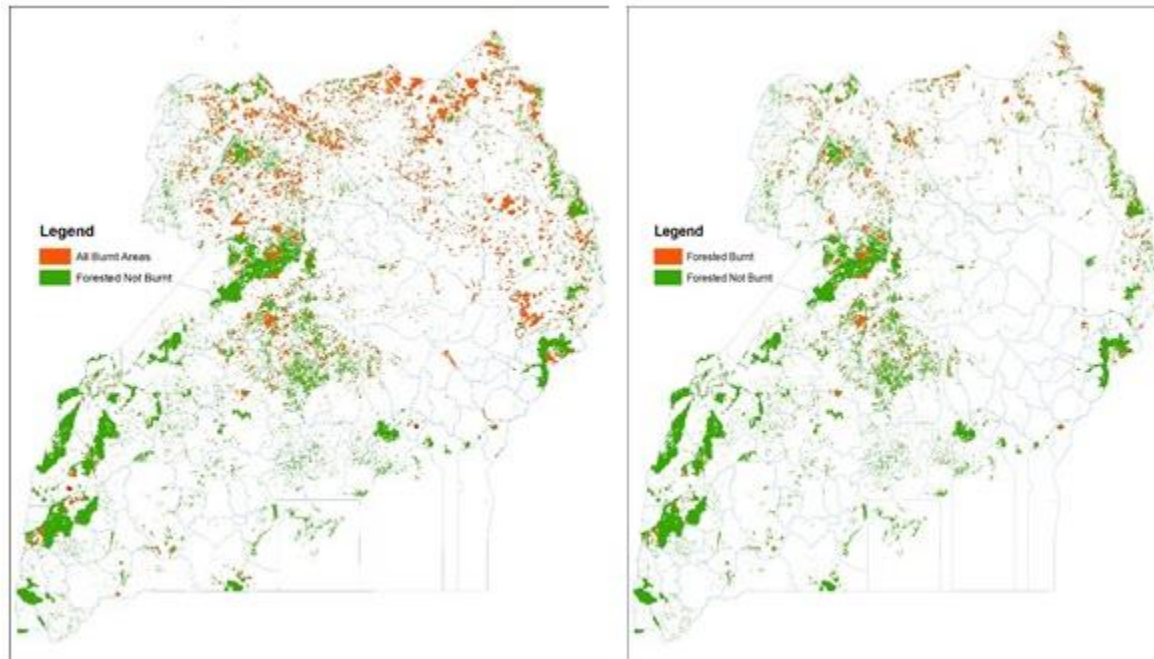 Legend
All Burnt Areas
Forested Not Burnt
Legend
Forested Burnt
Forested Not Burnt